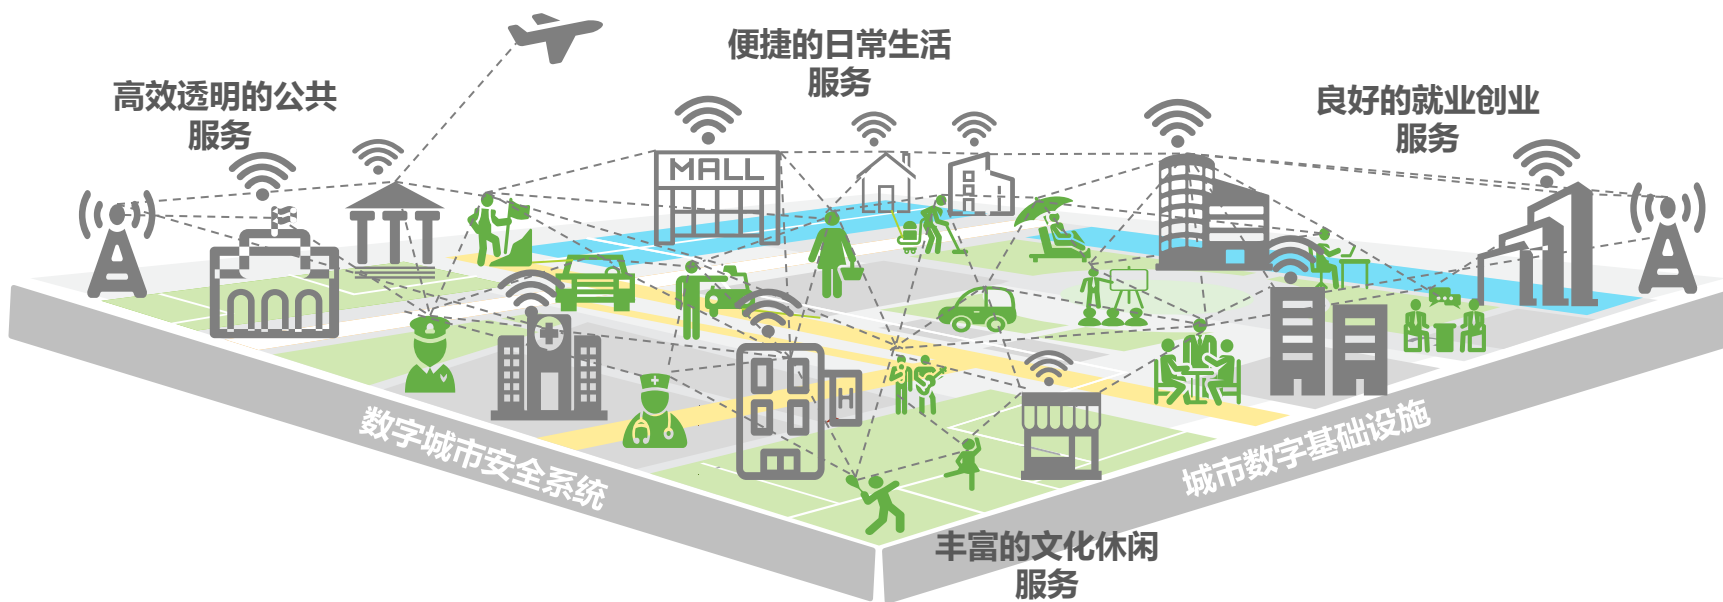 便捷的日常生活
服务
高效透明的公共
服务
良好的就业创业
服务
MALL
H
数字城市安全系统
城市数字基础设施
丰富的文化休闲
服务